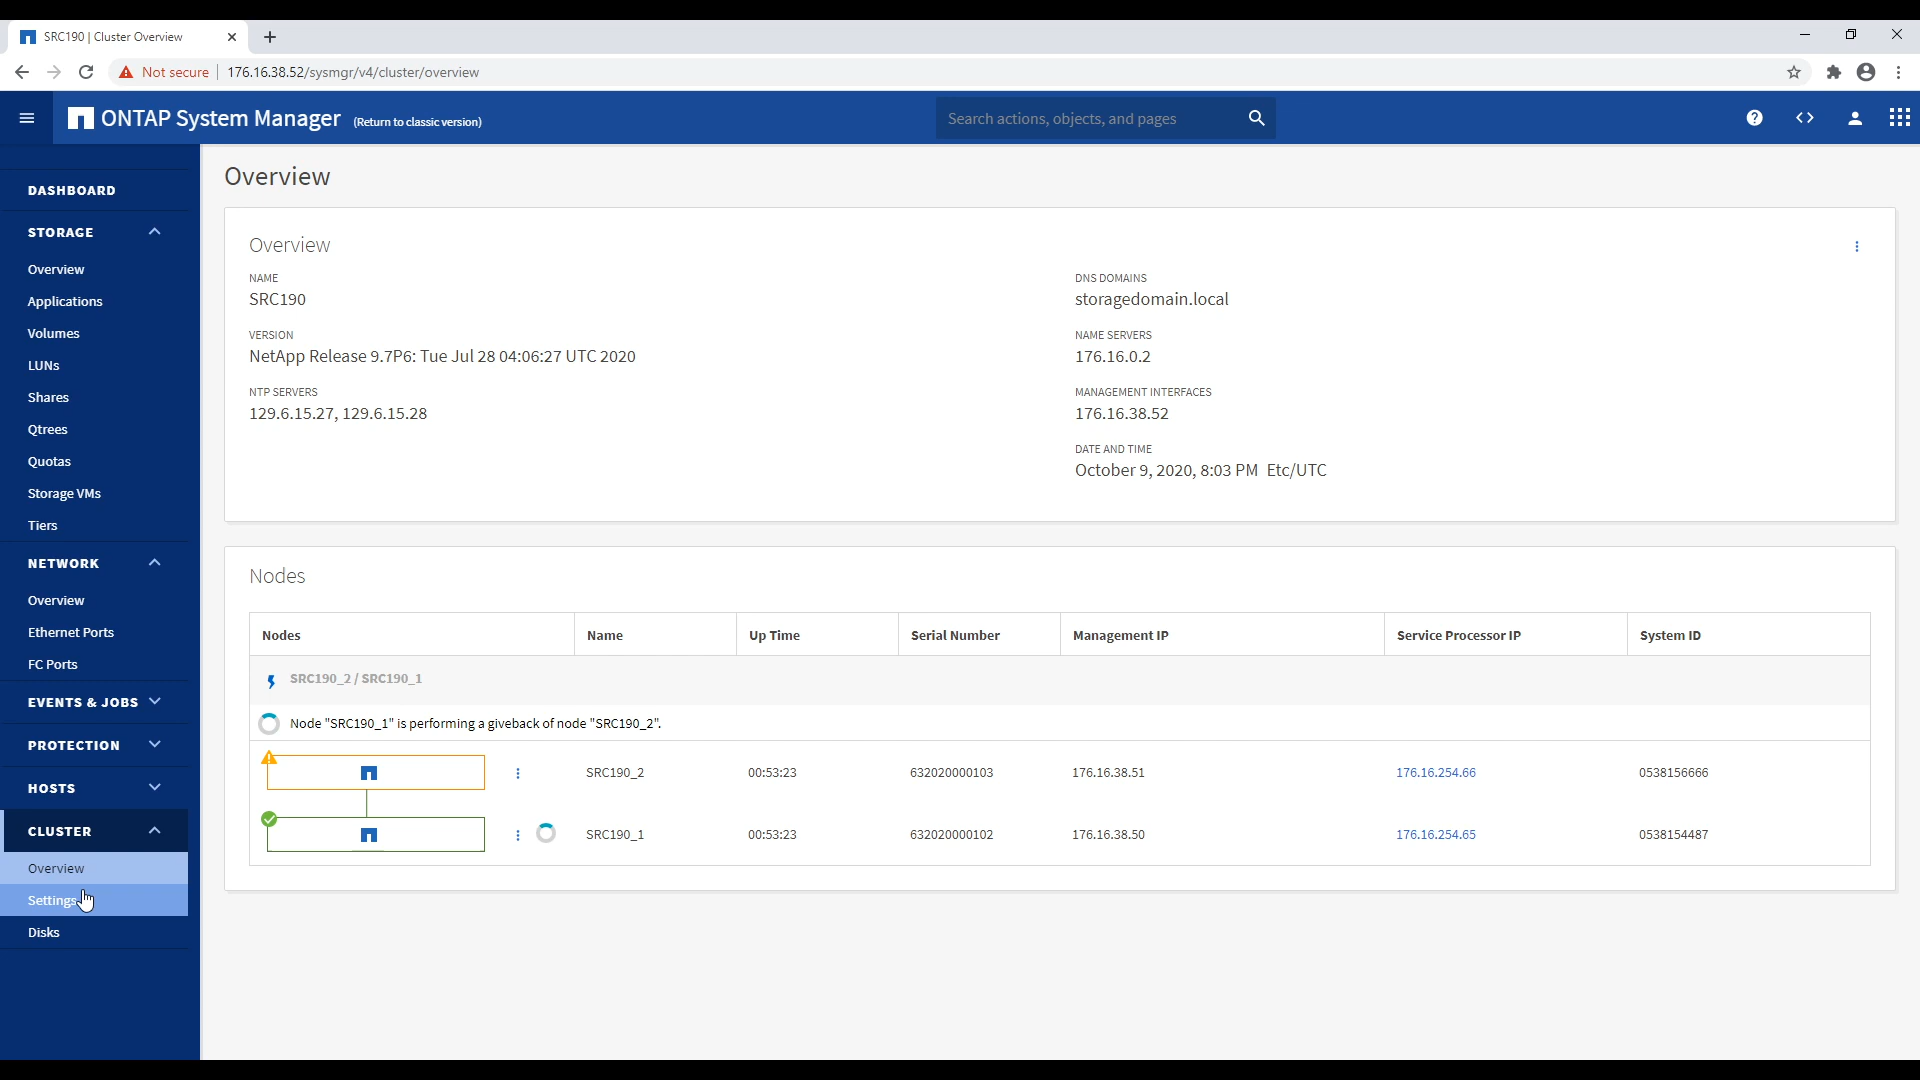 SRC190 | Cluster Overview
Not secure | 176.16.38.52/sysmgr/v4/cluster/overview
ONTAP System Manager (Return to classic version)
Search actions, objects, and pages
DASHBOARD
STORAGE
Overview
Applications
Volumes
LUNs
Shares
Qtrees
Quotas
Storage VMs
Tiers
NETWORK
Overview
Ethernet Ports
FC Ports
EVENTS & JOBS
PROTECTION
HOSTS
CLUSTER
Overview
Settings
Disks
Overview
Overview
NAME
SRC190
VERSION
NetApp Release 9.7P6: Tue Jul 28 04:06:27 UTC 2020
NTP SERVERS
129.6.15.27, 129.6.15.28
DNS DOMAINS
storagedomain.local
NAME SERVERS
176.16.0.2
MANAGEMENT INTERFACES
176.16.38.52
DATE AND TIME
October 9, 2020, 8:03 PM Etc/UTC
Nodes
Nodes Name Up Time Serial Number Management IP Service Processor IP System ID
SRC190_2 / SRC190_1
Node "SRC190_1" is performing a giveback of node "SRC190_2".
SRC190_2 00:53:23 632020000103 176.16.38.51 176.16.254.66 0538156666
SRC190_1 00:53:23 632020000102 176.16.38.50 176.16.254.65 0538154487